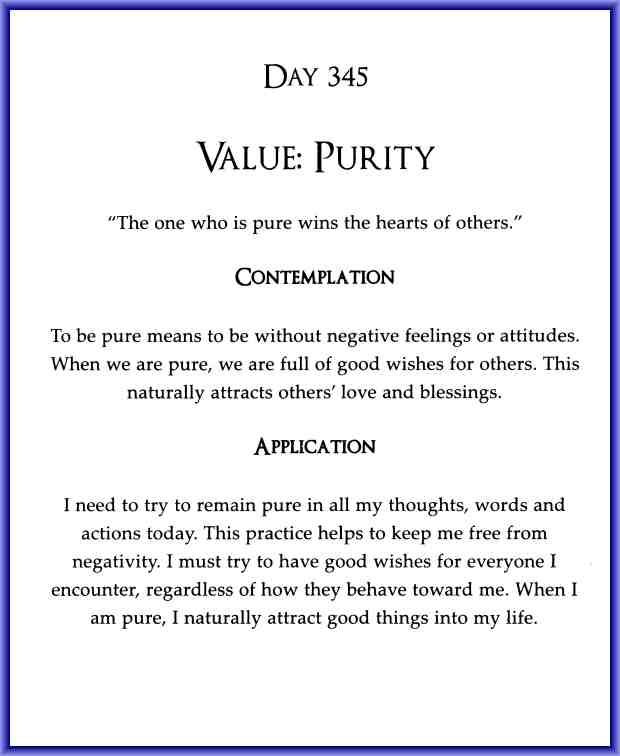 DAY 345
VALUE: PURITY
“The one who is pure wins the hearts of others.”
CONTEMPLATION
To be pure means to be without negative feelings or attitudes.
When we are pure, we are full of good wishes for others. This
naturally attracts others’ love and blessings.
APPLICATION
I need to try to remain pure in all my thoughts, words and
actions today. This practice helps to keep me free from
negativity. I must try to have good wishes for everyone I
encounter, regardless of how they behave toward me. When I
am pure, I naturally attract good things into my life.